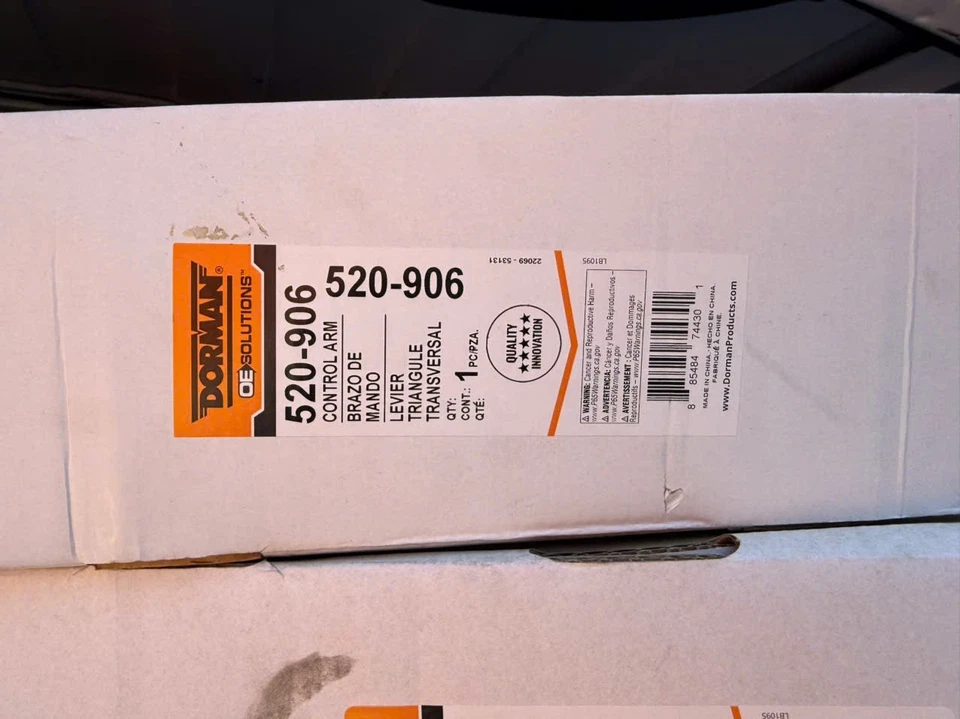 DORMAN®
OE SOLUTIONS™
520-906
520-906
CONTROL ARM
BRAZO DE
MANDO
LEVIER
TRIANGULE
TRANSVERSAL
QTY:
CONT.: 1 PC/PZA.
QTÉ:
QUALITY
INNOVATION
22069 - 53131
LB1095
⚠ WARNING: Cancer and Reproductive Harm –
www.P65Warnings.ca.gov
⚠ ADVERTENCIA: Cáncer y Daños Reproductivos –
www.P65Warnings.ca.gov
⚠ AVERTISSEMENT : Cancer et Dommages
Reproductifs – www.P65Warnings.ca.gov
8 85484 74430 1
MADE IN CHINA. - HECHO EN CHINA.
FABRIQUÉ À CHINE.
www.DormanProducts.com
LB1095